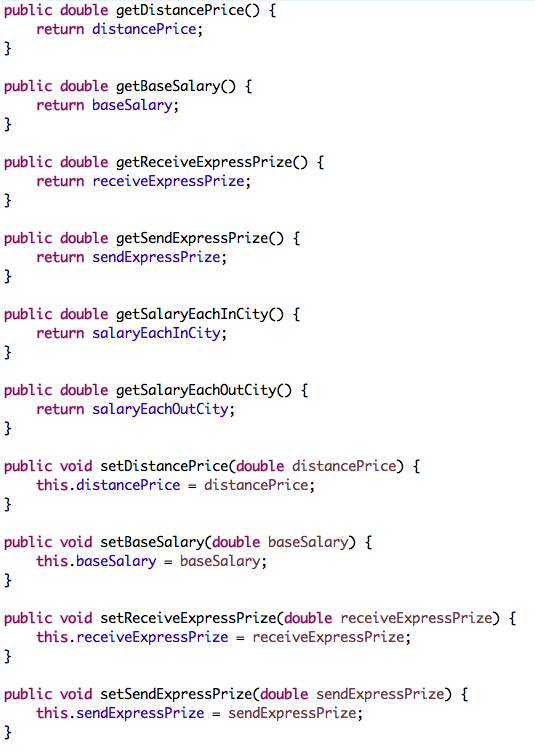 public double getDistancePrice() {
    return distancePrice;
}

public double getBaseSalary() {
    return baseSalary;
}

public double getReceiveExpressPrize() {
    return receiveExpressPrize;
}

public double getSendExpressPrize() {
    return sendExpressPrize;
}

public double getSalaryEachInCity() {
    return salaryEachInCity;
}

public double getSalaryEachOutCity() {
    return salaryEachOutCity;
}

public void setDistancePrice(double distancePrice) {
    this.distancePrice = distancePrice;
}

public void setBaseSalary(double baseSalary) {
    this.baseSalary = baseSalary;
}

public void setReceiveExpressPrize(double receiveExpressPrize) {
    this.receiveExpressPrize = receiveExpressPrize;
}

public void setSendExpressPrize(double sendExpressPrize) {
    this.sendExpressPrize = sendExpressPrize;
}